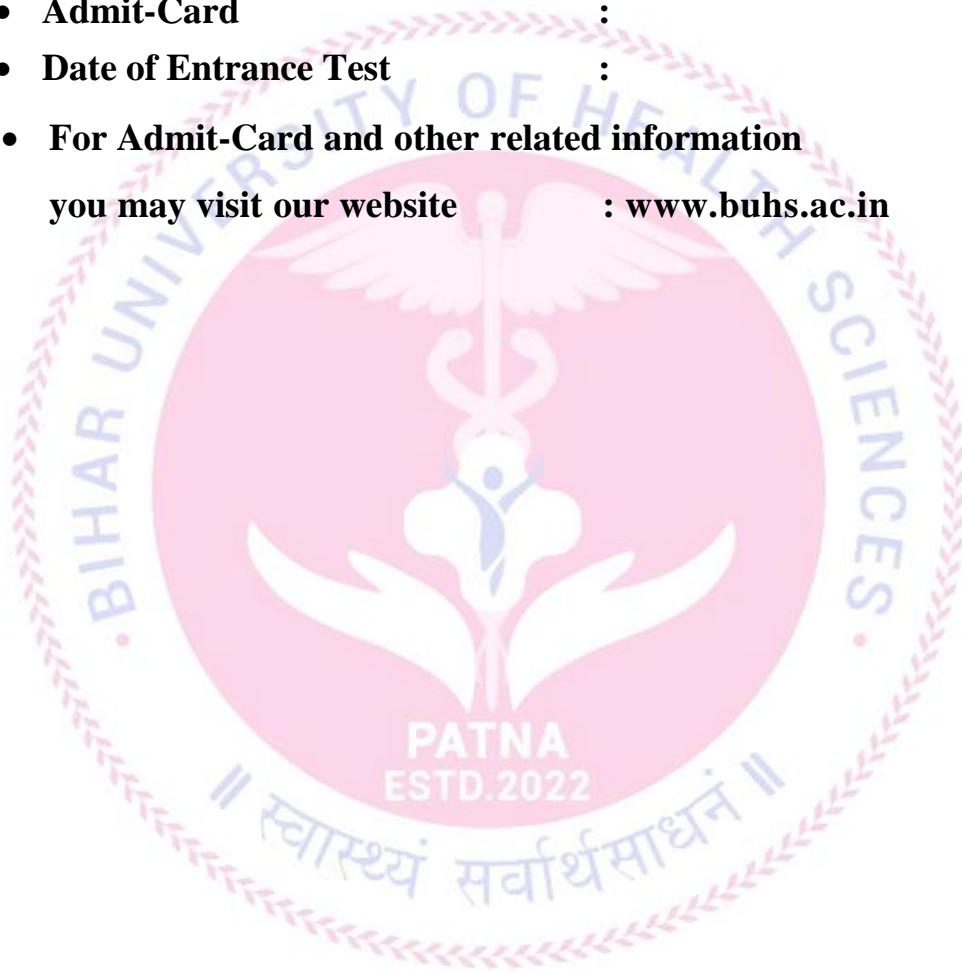 • Admit-Card :
• Date of Entrance Test :
• For Admit-Card and other related information
you may visit our website : www.buhs.ac.in
• BIHAR UNIVERSITY OF HEALTH SCIENCES •
PATNA
ESTD.2022
॥ स्वास्थ्यं सर्वार्थसाधनं ॥